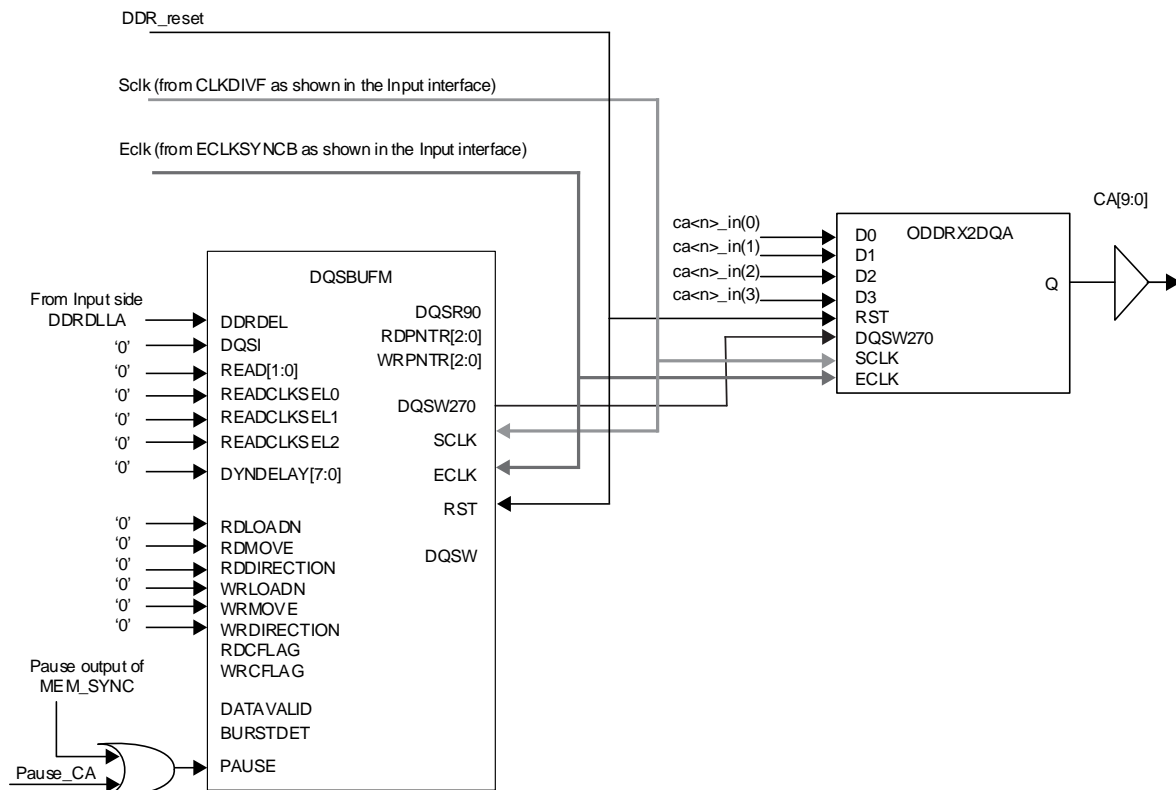 DDR_reset
Sclk (from CLKDIVF as shown in the Input interface)
Eclk (from ECLKSYNCB as shown in the Input interface)
CA[9:0]
ca<n>_in(0)
ca<n>_in(1)
ca<n>_in(2)
ca<n>_in(3)
ODDRX2DQA
D0
D1
D2
D3
RST
DQSW270
SCLK
ECLK
Q
DQSBUFM
From Input side
DDRDLLA
DDRDEL
'0'
DQSI
'0'
READ[1:0]
'0'
READCLKSEL0
'0'
READCLKSEL1
'0'
READCLKSEL2
'0'
DYNDELAY[7:0]
'0'
RDLOADN
'0'
RDMOVE
'0'
RDDIRECTION
'0'
WRLOADN
'0'
WRMOVE
'0'
WRDIRECTION
RDCFLAG
WRCFLAG
DATAVALID
BURSTDET
PAUSE
DQSR90
RDPNTR[2:0]
WRPNTR[2:0]
DQSW270
SCLK
ECLK
RST
DQSW
Pause output of
MEM_SYNC
Pause_CA